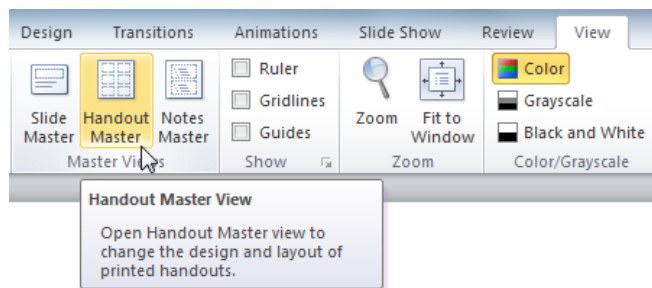 Design Transitions Animations Slide Show Review View
Slide Master
Handout Master
Notes Master
Master Views
Ruler
Gridlines
Guides
Show
Zoom
Fit to Window
Zoom
Color
Grayscale
Black and White
Color/Grayscale
Handout Master View
Open Handout Master view to
change the design and layout of
printed handouts.